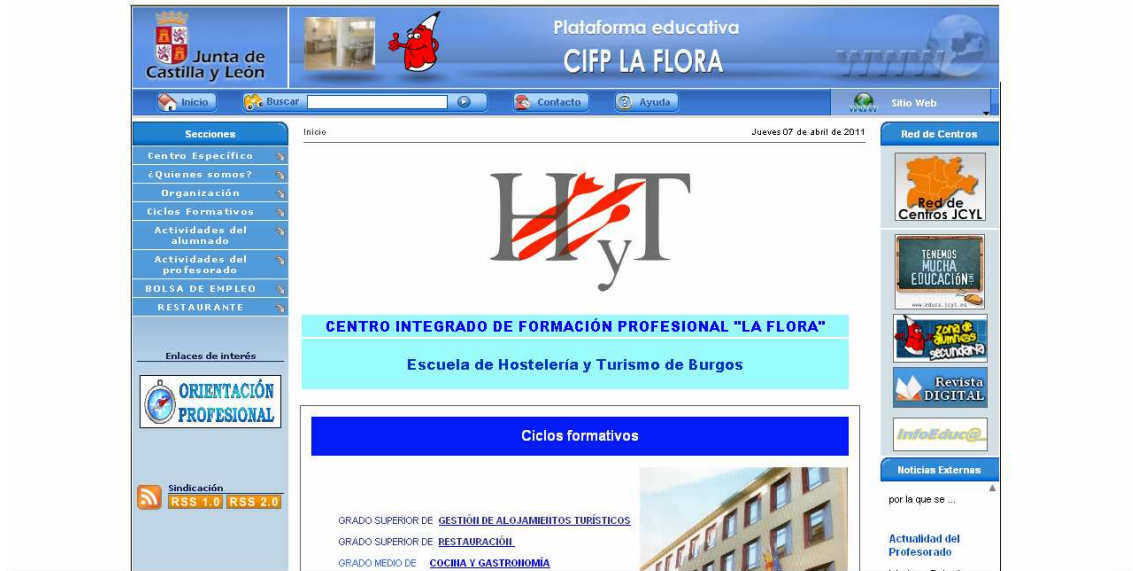 Junta de
Castilla y León
Plataforma educativa
CIFP LA FLORA
www
Inicio
Buscar
Contacto
Ayuda
Sitio Web
Secciones
Centro Específico
¿Quienes somos?
Organización
Ciclos Formativos
Actividades del
alumnado
Actividades del
profesorado
BOLSA DE EMPLEO
RESTAURANTE
Enlaces de interés
ORIENTACIÓN
PROFESIONAL
Sindicación
RSS 1.0 RSS 2.0
Inicio
Jueves 07 de abril de 2011
HyT
CENTRO INTEGRADO DE FORMACIÓN PROFESIONAL "LA FLORA"
Escuela de Hostelería y Turismo de Burgos
Ciclos formativos
GRADO SUPERIOR DE GESTIÓN DE ALOJAMIENTOS TURÍSTICOS
GRADO SUPERIOR DE RESTAURACIÓN
GRADO MEDIO DE COCINA Y GASTRONOMÍA
Red de Centros
Red de
Centros JCYL
TENEMOS
MUCHA
EDUCACIÓN
www.educa.jcyl.es
zona de
alumnos
secundaria
Revista
DIGITAL
InfoEduc@
Noticias Externas
por la que se ...
Actualidad del
Profesorado